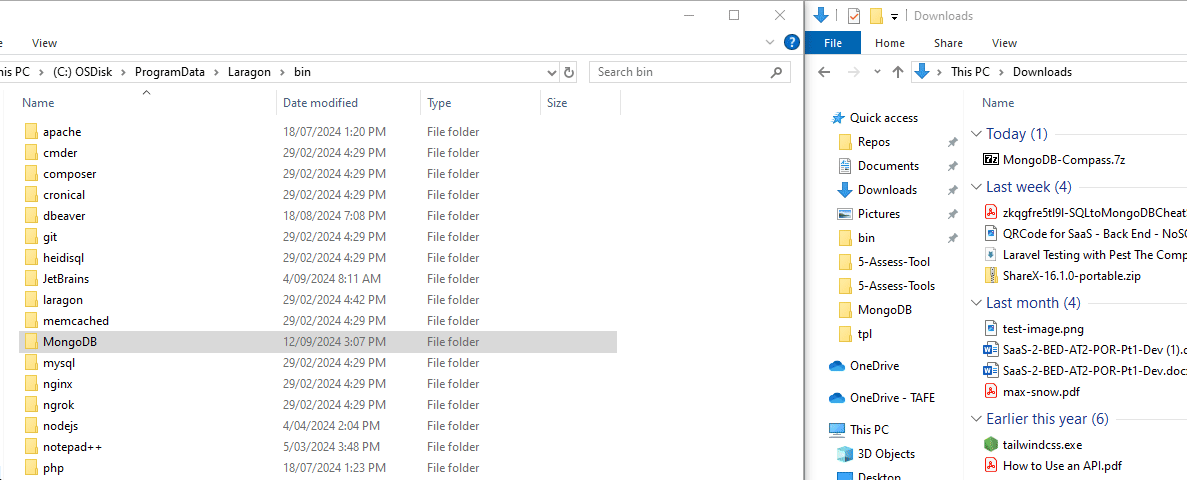 View
his PC > (C:) OSDisk > ProgramData > Laragon > bin
Search bin
Name Date modified Type Size
apache 18/07/2024 1:20 PM File folder
cmder 29/02/2024 4:29 PM File folder
composer 29/02/2024 4:29 PM File folder
cronical 29/02/2024 4:29 PM File folder
dbeaver 18/08/2024 7:08 PM File folder
git 29/02/2024 4:29 PM File folder
heidisql 29/02/2024 4:29 PM File folder
JetBrains 4/09/2024 8:11 AM File folder
laragon 29/02/2024 4:42 PM File folder
memcached 29/02/2024 4:29 PM File folder
MongoDB 12/09/2024 3:07 PM File folder
mysql 29/02/2024 4:29 PM File folder
nginx 29/02/2024 4:29 PM File folder
ngrok 29/02/2024 4:29 PM File folder
nodejs 4/04/2024 2:04 PM File folder
notepad++ 5/03/2024 3:48 PM File folder
php 18/07/2024 1:23 PM File folder
Downloads
File Home Share View
This PC > Downloads
Quick access
Repos
Documents
Downloads
Pictures
bin
5-Assess-Tool
5-Assess-Tools
MongoDB
tpl
OneDrive
OneDrive - TAFE
This PC
3D Objects
Desktop
Name
Today (1)
MongoDB-Compass.7z
Last week (4)
zkqgfre5tl9l-SQLtoMongoDBCheat
QRCode for SaaS - Back End - NoSQ
Laravel Testing with Pest The Comp
ShareX-16.1.0-portable.zip
Last month (4)
test-image.png
SaaS-2-BED-AT2-POR-Pt1-Dev (1).d
SaaS-2-BED-AT2-POR-Pt1-Dev.doc
max-snow.pdf
Earlier this year (6)
tailwindcss.exe
How to Use an API.pdf